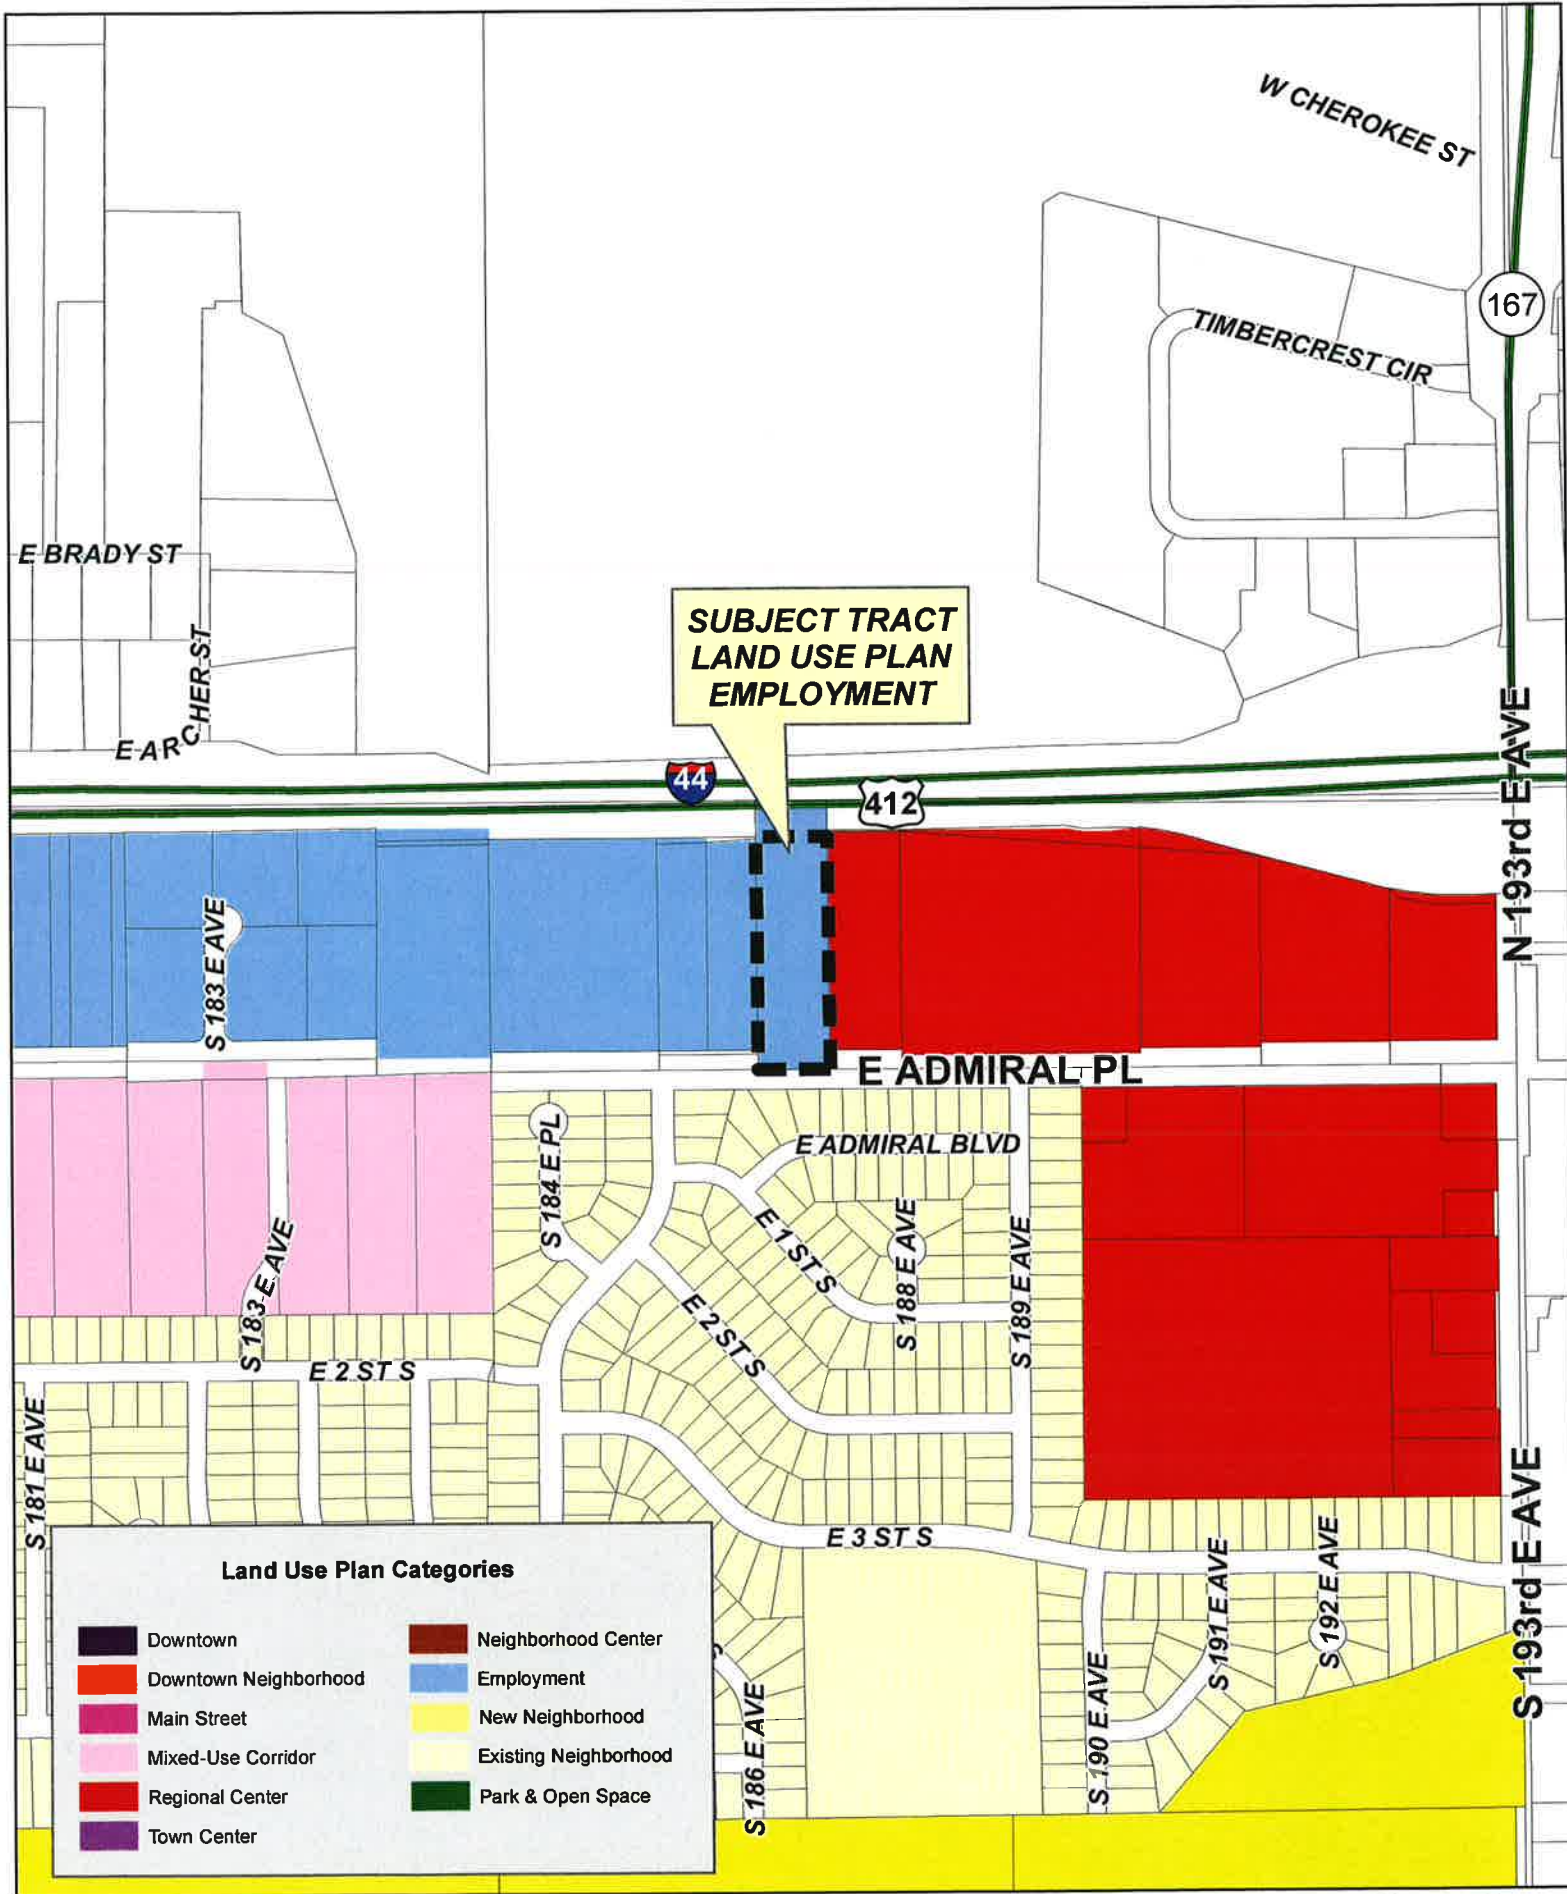 W CHEROKEE ST
167
TIMBERCREST CIR
E BRADY ST
E ARCHER ST
SUBJECT TRACT
LAND USE PLAN
EMPLOYMENT
44
412
N 193rd E AVE
S 183 E AVE
E ADMIRAL PL
S 184 E PL
E ADMIRAL BLVD
E 1 ST S
S 188 E AVE
S 189 E AVE
S 183 E AVE
E 2 ST S
E 2 ST S
S 181 E AVE
E 3 ST S
S 193rd E AVE
S 191 E AVE
S 192 E AVE
S 190 E AVE
S 186 E AVE
S
Land Use Plan Categories
Downtown
Downtown Neighborhood
Main Street
Mixed-Use Corridor
Regional Center
Town Center
Neighborhood Center
Employment
New Neighborhood
Existing Neighborhood
Park & Open Space